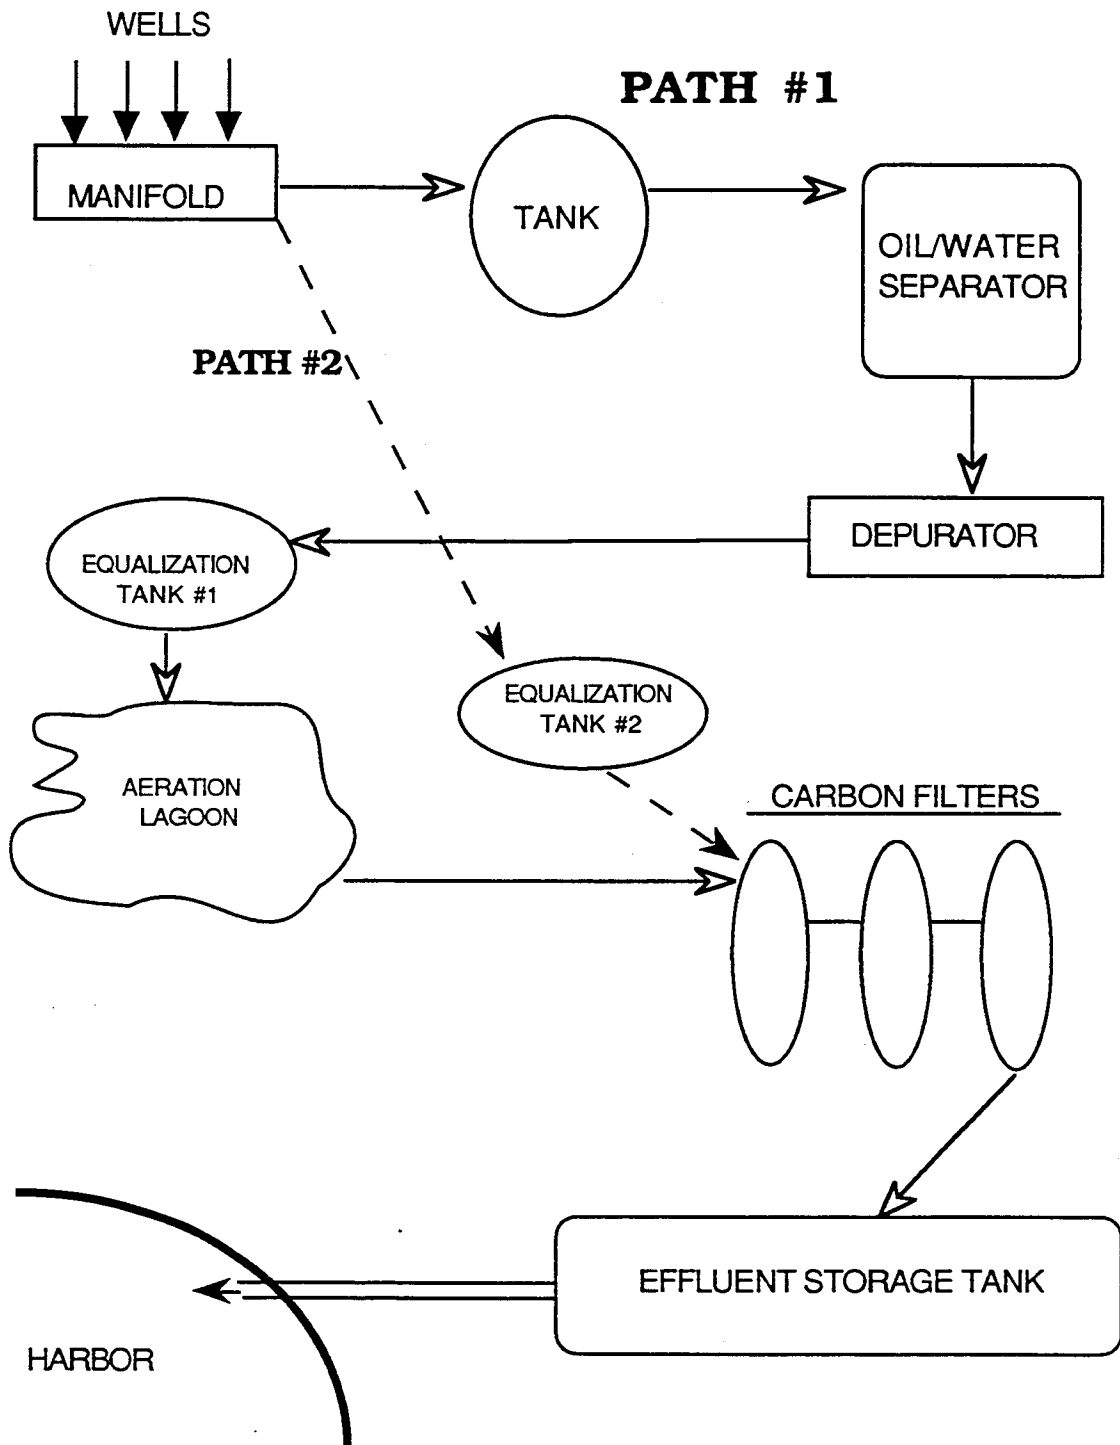 WELLS
PATH #1
MANIFOLD
TANK
OIL/WATER
SEPARATOR
PATH #2
DEPURATOR
EQUALIZATION
TANK #1
EQUALIZATION
TANK #2
AERATION
LAGOON
CARBON FILTERS
EFFLUENT STORAGE TANK
HARBOR